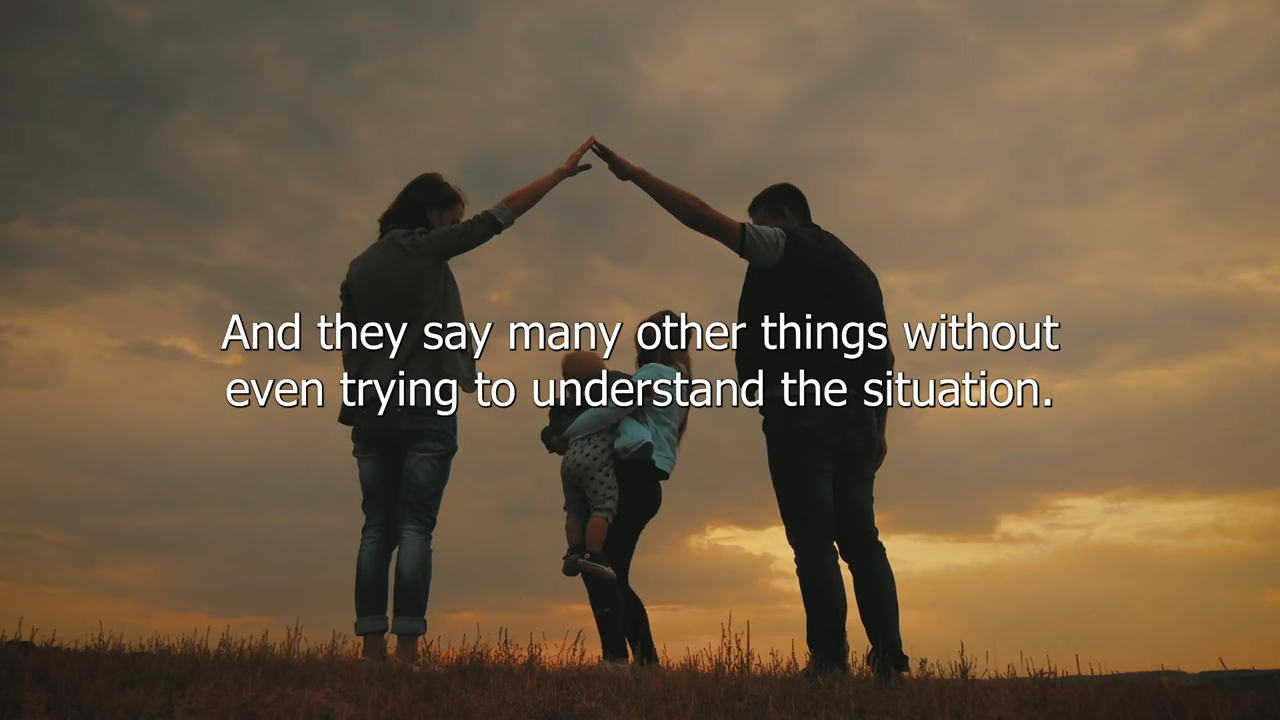 And they say many other things without
even trying to understand the situation.